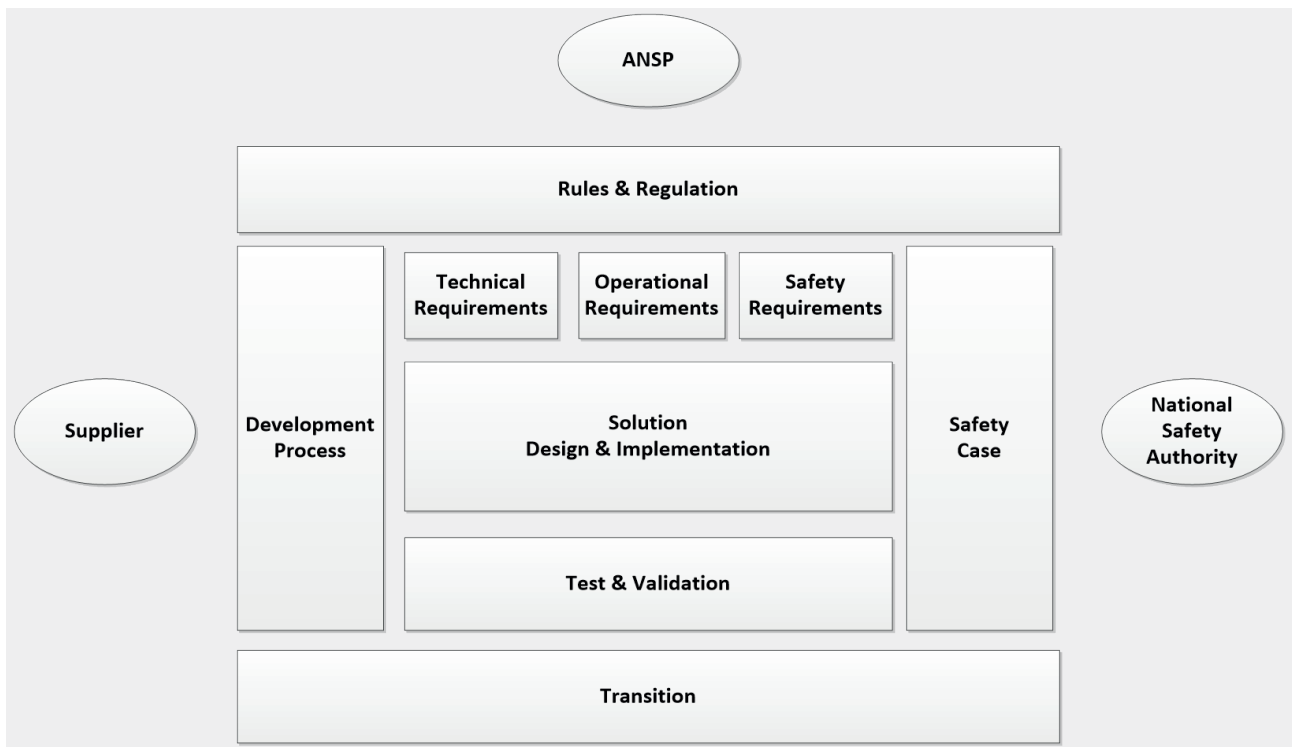 ANSP
Rules & Regulation
Technical
Requirements
Operational
Requirements
Safety
Requirements
Supplier
Development
Process
Solution
Design & Implementation
Safety
Case
National
Safety
Authority
Test & Validation
Transition